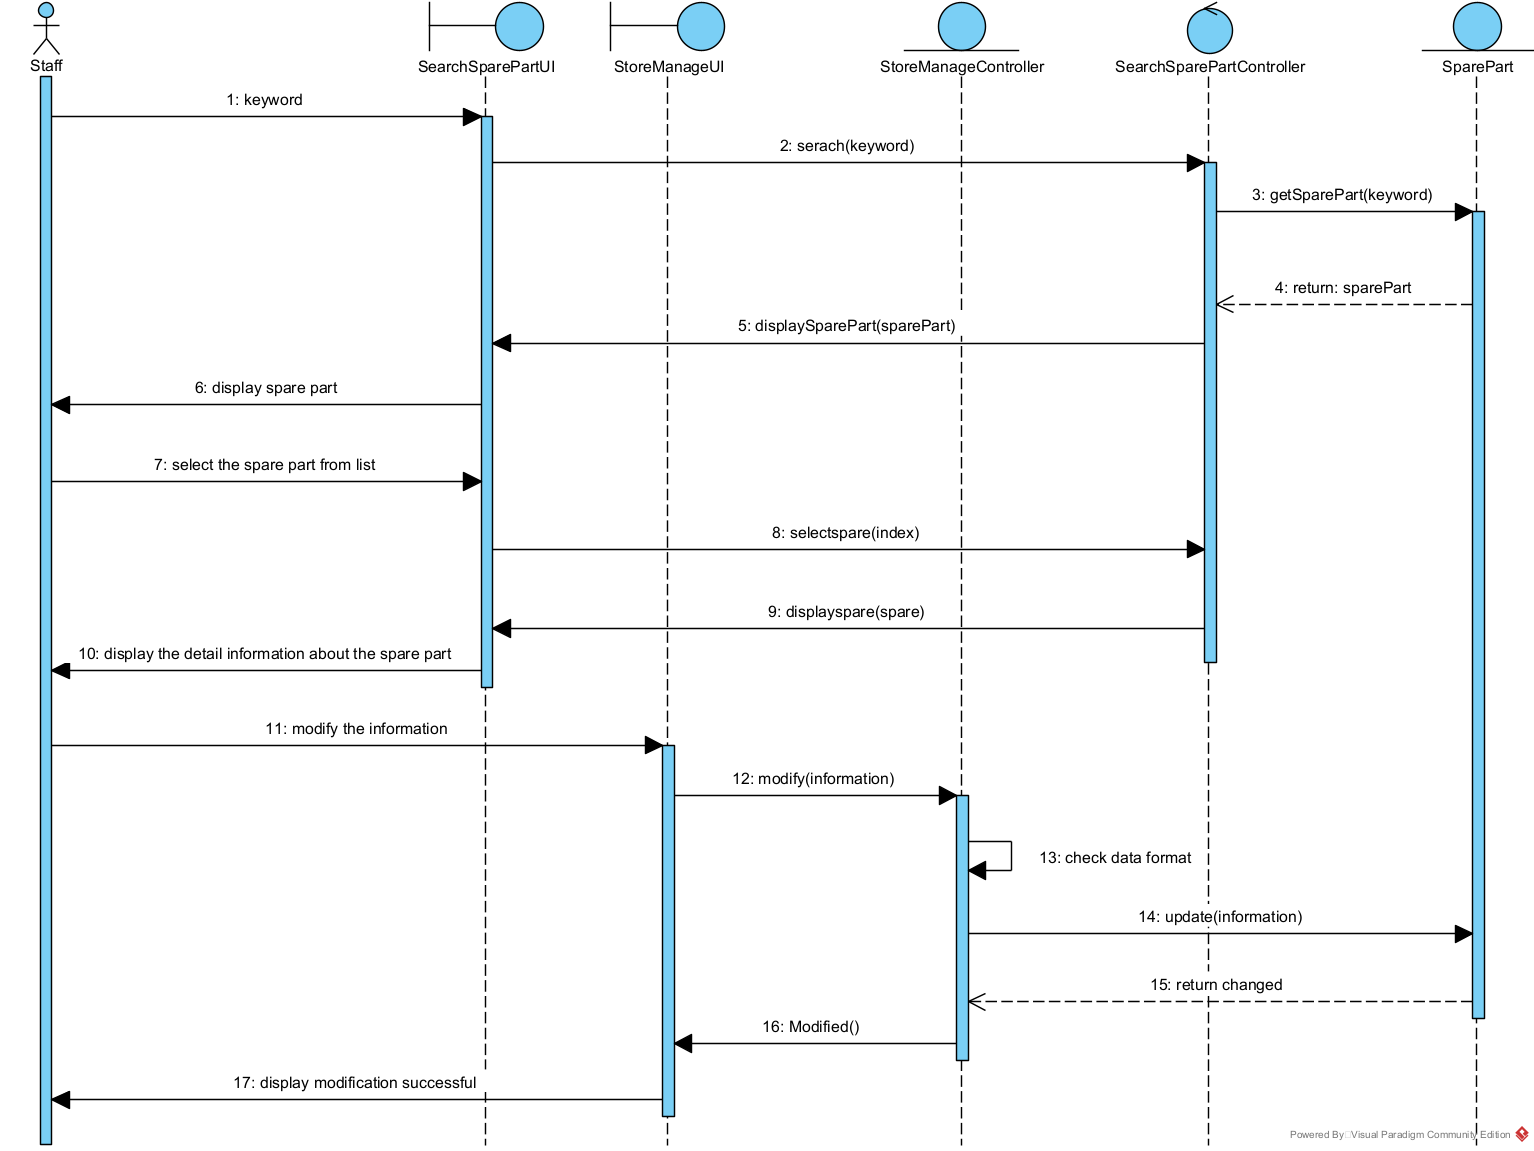 Staff
SearchSparePartUI
StoreManageUI
StoreManageController
SearchSparePartController
SparePart
1: keyword
2: serach(keyword)
3: getSparePart(keyword)
4: return: sparePart
5: displaySparePart(sparePart)
6: display spare part
7: select the spare part from list
8: selectspare(index)
9: displayspare(spare)
10: display the detail information about the spare part
11: modify the information
12: modify(information)
13: check data format
14: update(information)
15: return changed
16: Modified()
17: display modification successful
Powered By Visual Paradigm Community Edition